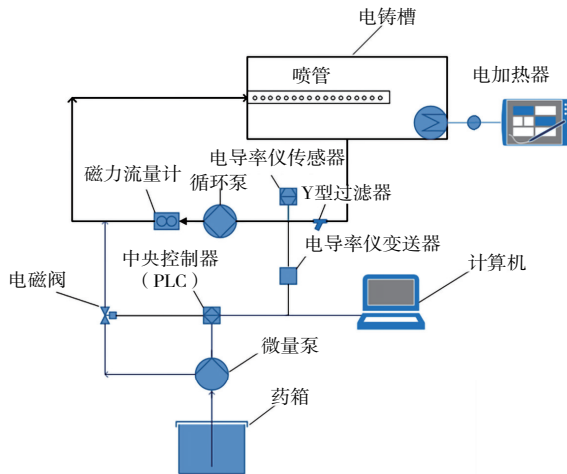 电铸槽
喷管
电加热器
电导率仪传感器
磁力流量计
循环泵
Y型过滤器
电导率仪变送器
中央控制器
（PLC）
计算机
电磁阀
微量泵
药箱